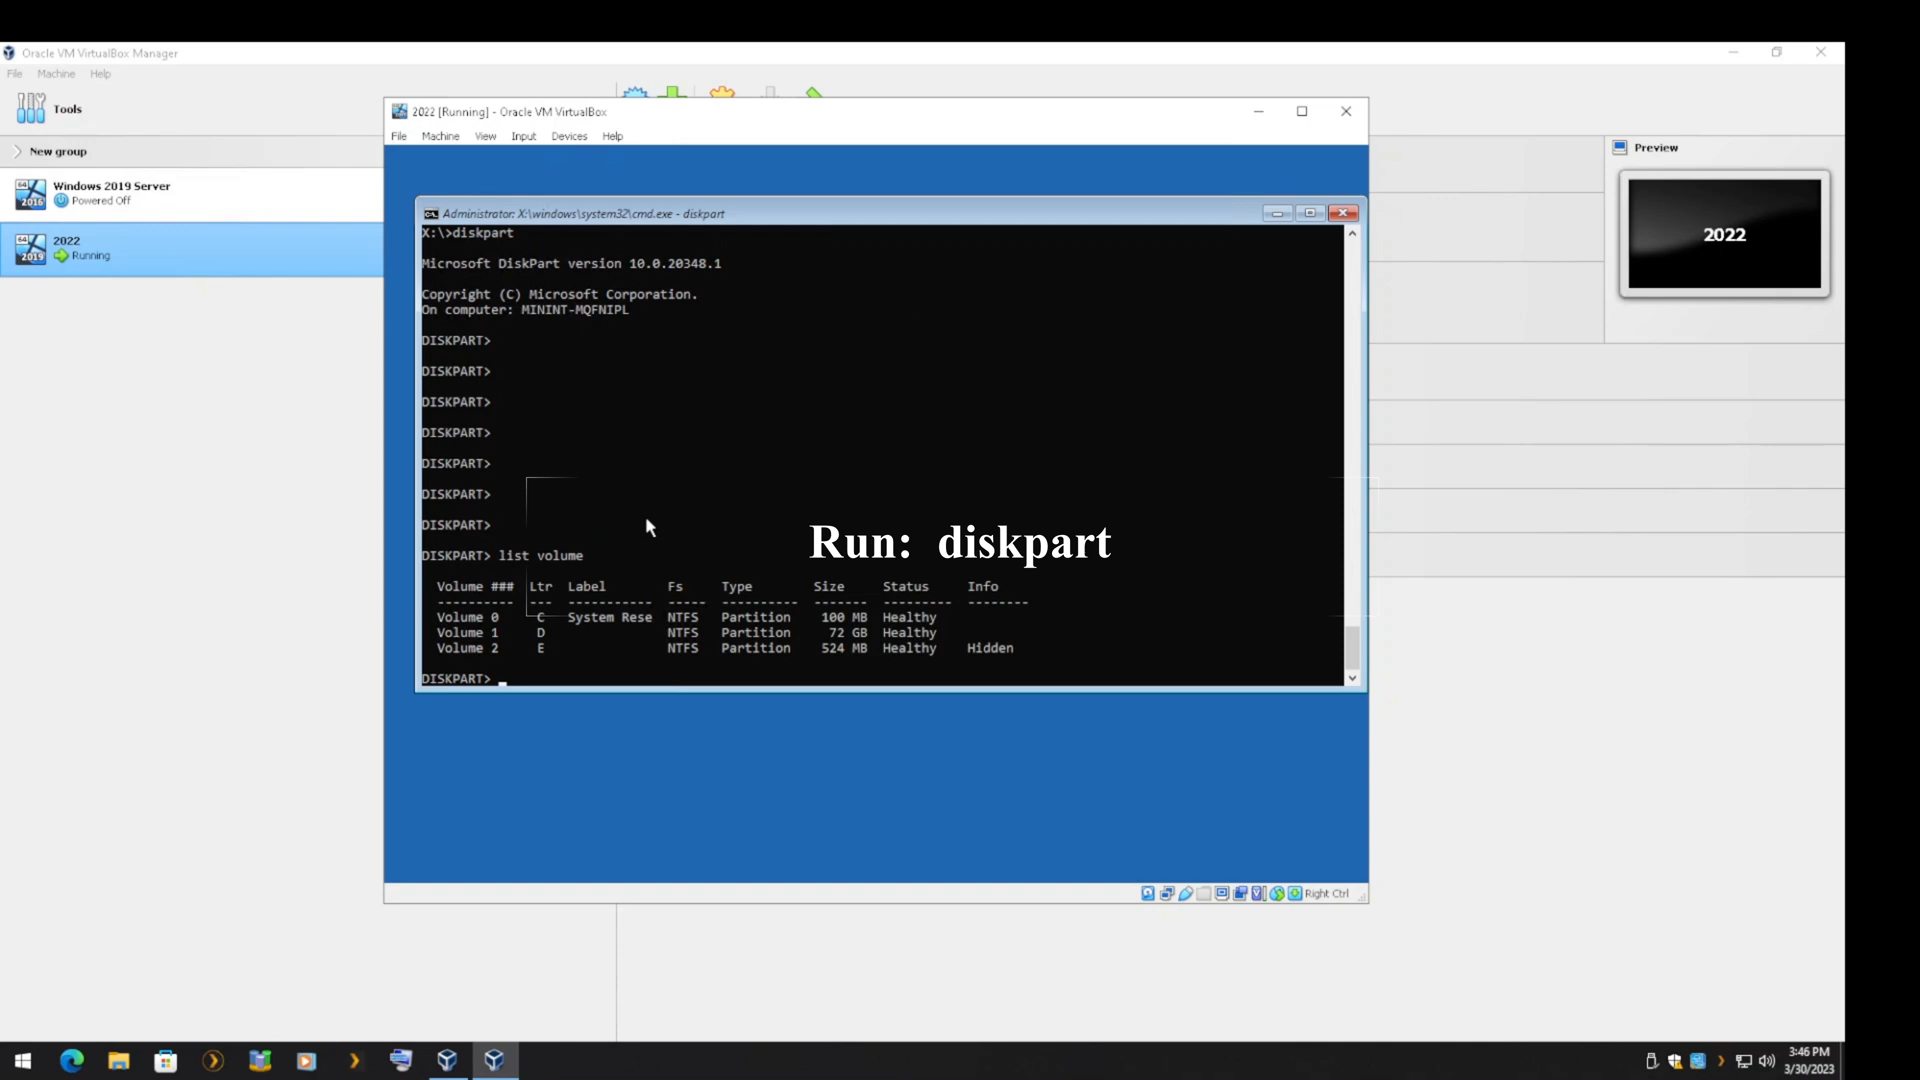 Oracle VM VirtualBox Manager
File Machine Help
Tools
New group
Windows 2019 Server
Powered Off
2022
Running
64
2016
64
2019
2022 [Running] - Oracle VM VirtualBox
File Machine View Input Devices Help
Administrator: X:\windows\system32\cmd.exe - diskpart
X:\>diskpart
Microsoft DiskPart version 10.0.20348.1
Copyright (C) Microsoft Corporation.
On computer: MININT-MQFNIPL
DISKPART>
DISKPART>
DISKPART>
DISKPART>
DISKPART>
DISKPART>
DISKPART>
DISKPART> list volume
Volume ### Ltr Label Fs Type Size Status Info
---------- --- ----------- ----- ---------- ------- --------- --------
Volume 0 C System Rese NTFS Partition 100 MB Healthy
Volume 1 D NTFS Partition 72 GB Healthy
Volume 2 E NTFS Partition 524 MB Healthy Hidden
DISKPART> _
Run: diskpart
Right Ctrl
Preview
2022
3:46 PM
3/30/2023